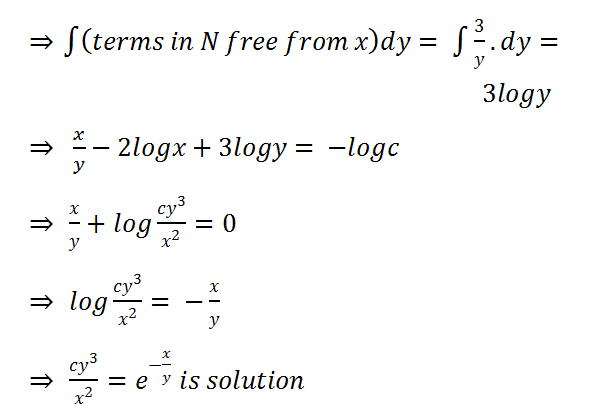 ⇒ ∫(terms in N free from x)dy = ∫ 3/y . dy =
3logy
⇒ x/y − 2logx + 3logy = −logc
⇒ x/y + log cy³/x² = 0
⇒ log cy³/x² = − x/y
⇒ cy³/x² = e^(−x/y) is solution